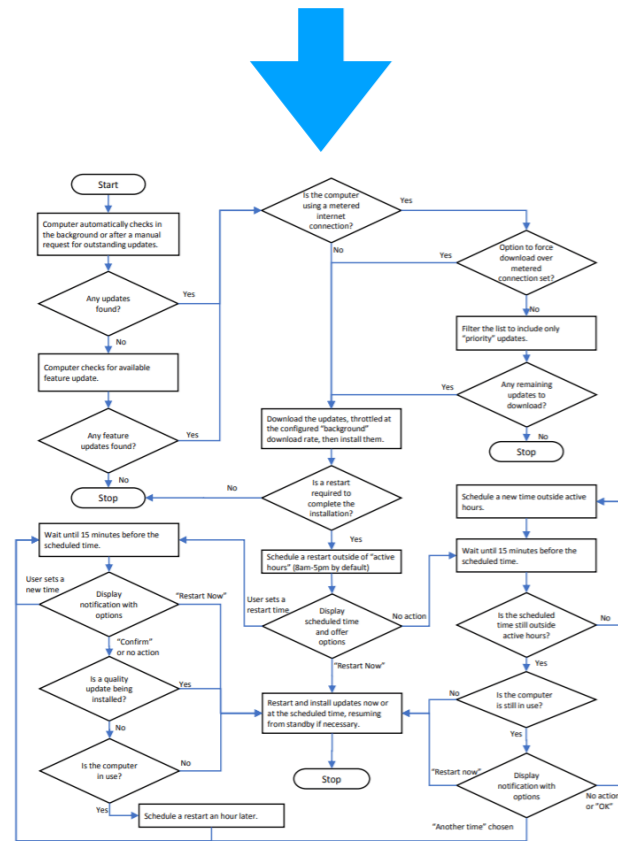 Start
Computer automatically checks in
the background or after a manual
request for outstanding updates.
Any updates
found?
Yes
No
Computer checks for available
feature update.
Any feature
updates found?
Yes
No
Stop
Is the computer
using a metered
internet
connection?
Yes
No
Option to force
download over
metered
connection set?
Yes
No
Filter the list to include only
"priority" updates.
Any remaining
updates to
download?
Yes
No
Stop
Download the updates, throttled at
the configured "background"
download rate, then install them.
Is a restart
required to
complete the
installation?
No
Yes
Schedule a restart outside of "active
hours" (8am-5pm by default)
Display
scheduled time
and offer
options
User sets a
restart time
No action
"Restart Now"
Restart and install updates now or
at the scheduled time, resuming
from standby if necessary.
Stop
Wait until 15 minutes before the
scheduled time.
User sets a
new time
Display
notification with
options
"Restart Now"
"Confirm"
or no action
Is a quality
update being
installed?
Yes
No
Is the computer
in use?
No
Yes
Schedule a restart an hour later.
Schedule a new time outside active
hours.
Wait until 15 minutes before the
scheduled time.
Is the scheduled
time still outside
active hours?
No
Yes
Is the computer
is still in use?
No
Yes
Display
notification with
options
"Restart now"
No action
or "OK"
"Another time" chosen